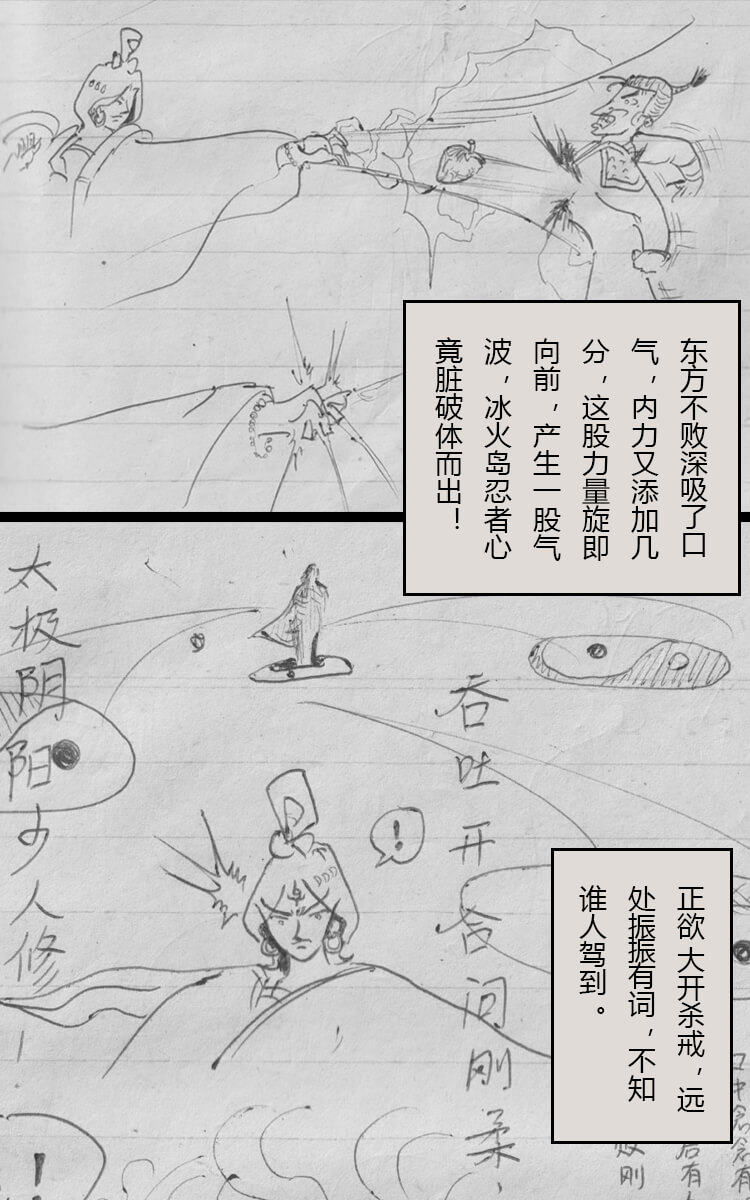 东方不败深吸了口
气，内力又添加几
分，这股力量旋即
向前，产生一股气
波，冰火岛忍者心
竟脏破体而出！
吞吐开合问刚柔、
太极阴阳少人修一
！
正欲 大开杀戒，远
处振振有词，不知
谁人驾到。
！